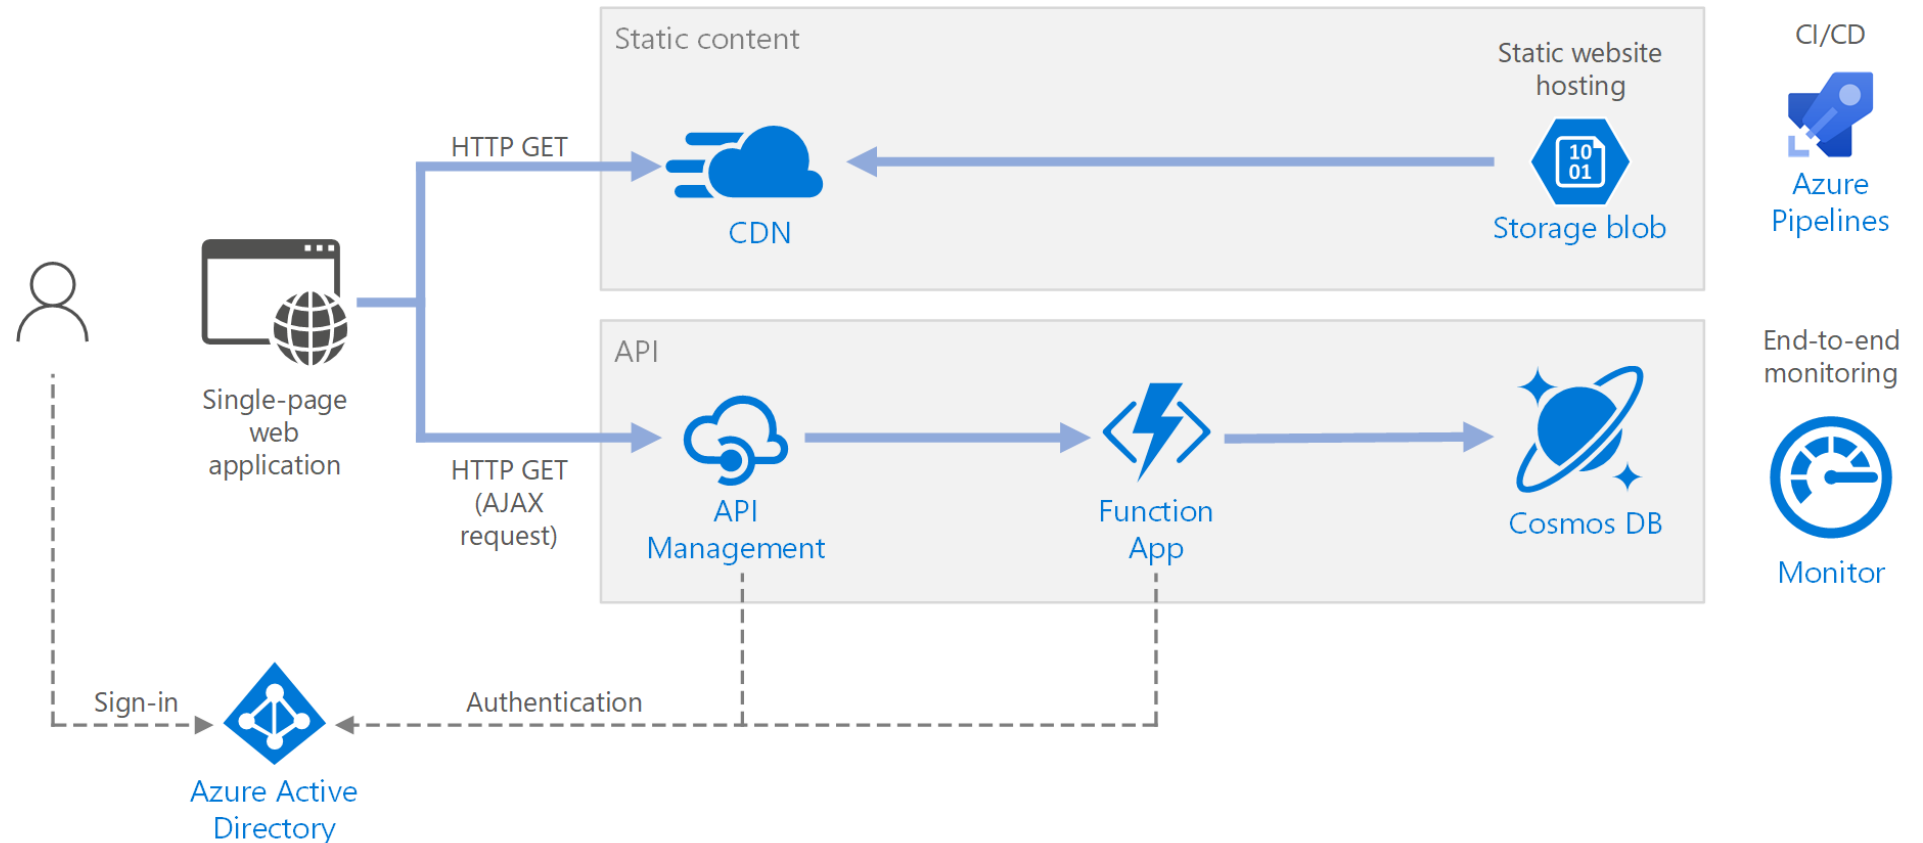 Static content
Static website
hosting
CI/CD
HTTP GET
10
01
CDN
Storage blob
Azure
Pipelines
API
End-to-end
monitoring
Single-page
web
application
HTTP GET
(AJAX
request)
API
Management
Function
App
Cosmos DB
Monitor
Sign-in
Authentication
Azure Active
Directory